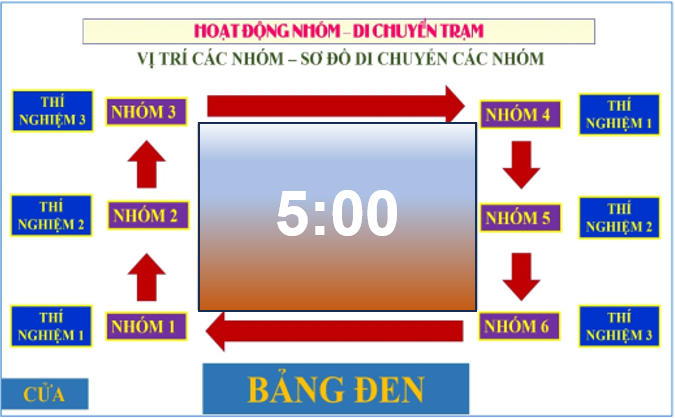 HOẠT ĐỘNG NHÓM – DI CHUYỂN TRẠM
VỊ TRÍ CÁC NHÓM – SƠ ĐỒ DI CHUYỂN CÁC NHÓM
THÍ
NGHIỆM 3
NHÓM 3
NHÓM 4
THÍ
NGHIỆM 1
THÍ
NGHIỆM 2
NHÓM 2
5:00
NHÓM 5
THÍ
NGHIỆM 2
THÍ
NGHIỆM 1
NHÓM 1
NHÓM 6
THÍ
NGHIỆM 3
CỬA
BẢNG ĐEN